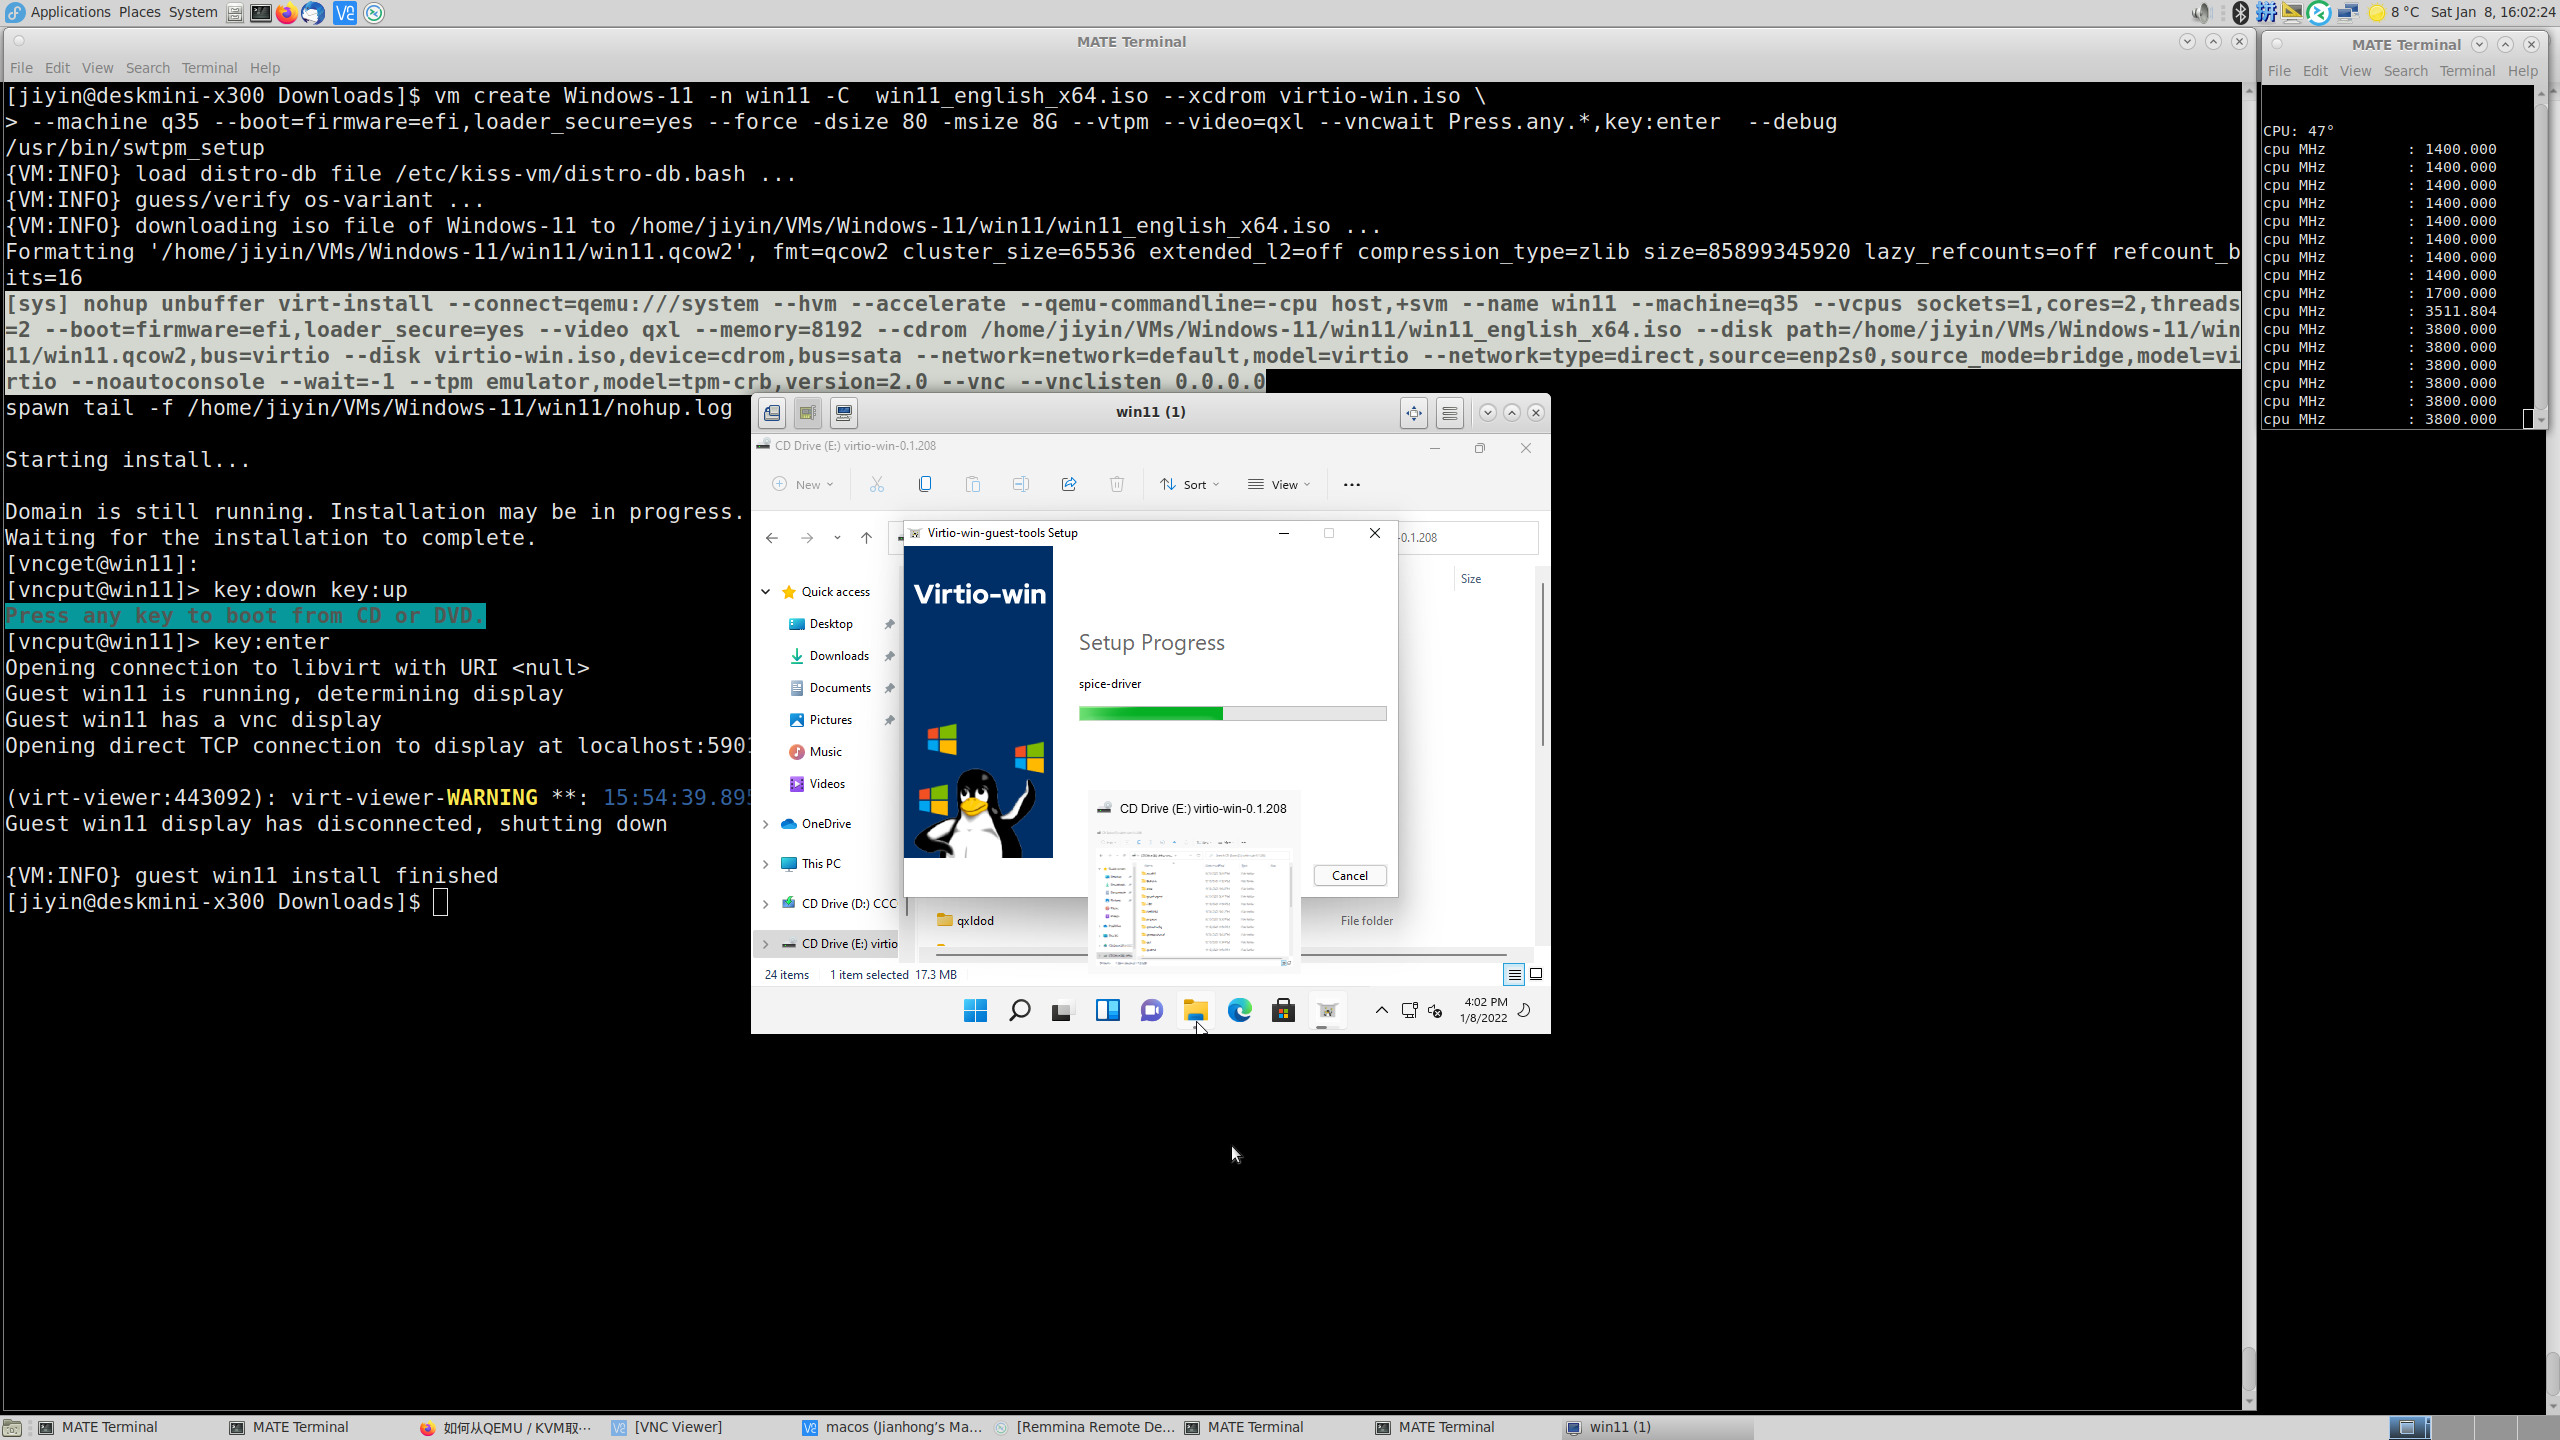 Applications Places System
8 °C Sat Jan 8, 16:02:24
MATE Terminal
File Edit View Search Terminal Help
[jiyin@deskmini-x300 Downloads]$ vm create Windows-11 -n win11 -C  win11_english_x64.iso --xcdrom virtio-win.iso \
> --machine q35 --boot=firmware=efi,loader_secure=yes --force -dsize 80 -msize 8G --vtpm --video=qxl --vncwait Press.any.*,key:enter  --debug
/usr/bin/swtpm_setup
{VM:INFO} load distro-db file /etc/kiss-vm/distro-db.bash ...
{VM:INFO} guess/verify os-variant ...
{VM:INFO} downloading iso file of Windows-11 to /home/jiyin/VMs/Windows-11/win11/win11_english_x64.iso ...
Formatting '/home/jiyin/VMs/Windows-11/win11/win11.qcow2', fmt=qcow2 cluster_size=65536 extended_l2=off compression_type=zlib size=85899345920 lazy_refcounts=off refcount_b
its=16
[sys] nohup unbuffer virt-install --connect=qemu:///system --hvm --accelerate --qemu-commandline=-cpu host,+svm --name win11 --machine=q35 --vcpus sockets=1,cores=2,threads
=2 --boot=firmware=efi,loader_secure=yes --video qxl --memory=8192 --cdrom /home/jiyin/VMs/Windows-11/win11/win11_english_x64.iso --disk path=/home/jiyin/VMs/Windows-11/win
11/win11.qcow2,bus=virtio --disk virtio-win.iso,device=cdrom,bus=sata --network=network=default,model=virtio --network=type=direct,source=enp2s0,source_mode=bridge,model=vi
rtio --noautoconsole --wait=-1 --tpm emulator,model=tpm-crb,version=2.0 --vnc --vnclisten 0.0.0.0
spawn tail -f /home/jiyin/VMs/Windows-11/win11/nohup.log
Starting install...
Domain is still running. Installation may be in progress.
Waiting for the installation to complete.
[vncget@win11]:
[vncput@win11]> key:down key:up
Press any key to boot from CD or DVD.
[vncput@win11]> key:enter
Opening connection to libvirt with URI <null>
Guest win11 is running, determining display
Guest win11 has a vnc display
Opening direct TCP connection to display at localhost:5901
(virt-viewer:443092): virt-viewer-WARNING **: 15:54:39.895
Guest win11 display has disconnected, shutting down
{VM:INFO} guest win11 install finished
[jiyin@deskmini-x300 Downloads]$
MATE Terminal
File Edit View Search Terminal Help
CPU: 47°
cpu MHz : 1400.000
cpu MHz : 1400.000
cpu MHz : 1400.000
cpu MHz : 1400.000
cpu MHz : 1400.000
cpu MHz : 1400.000
cpu MHz : 1400.000
cpu MHz : 1400.000
cpu MHz : 1700.000
cpu MHz : 3511.804
cpu MHz : 3800.000
cpu MHz : 3800.000
cpu MHz : 3800.000
cpu MHz : 3800.000
cpu MHz : 3800.000
cpu MHz : 3800.000
win11 (1)
CD Drive (E:) virtio-win-0.1.208
New Sort View
-0.1.208
Size
Quick access
Desktop
Downloads
Documents
Pictures
Music
Videos
OneDrive
This PC
CD Drive (D:) CCC
CD Drive (E:) virtio
Virtio-win-guest-tools Setup
Virtio-win
Setup Progress
spice-driver
Cancel
CD Drive (E:) virtio-win-0.1.208
qxldod File folder
24 items 1 item selected 17.3 MB
4:02 PM
1/8/2022
MATE Terminal MATE Terminal 如何从QEMU / KVM取… [VNC Viewer] macos (Jianhong's Ma… [Remmina Remote De… MATE Terminal MATE Terminal win11 (1)